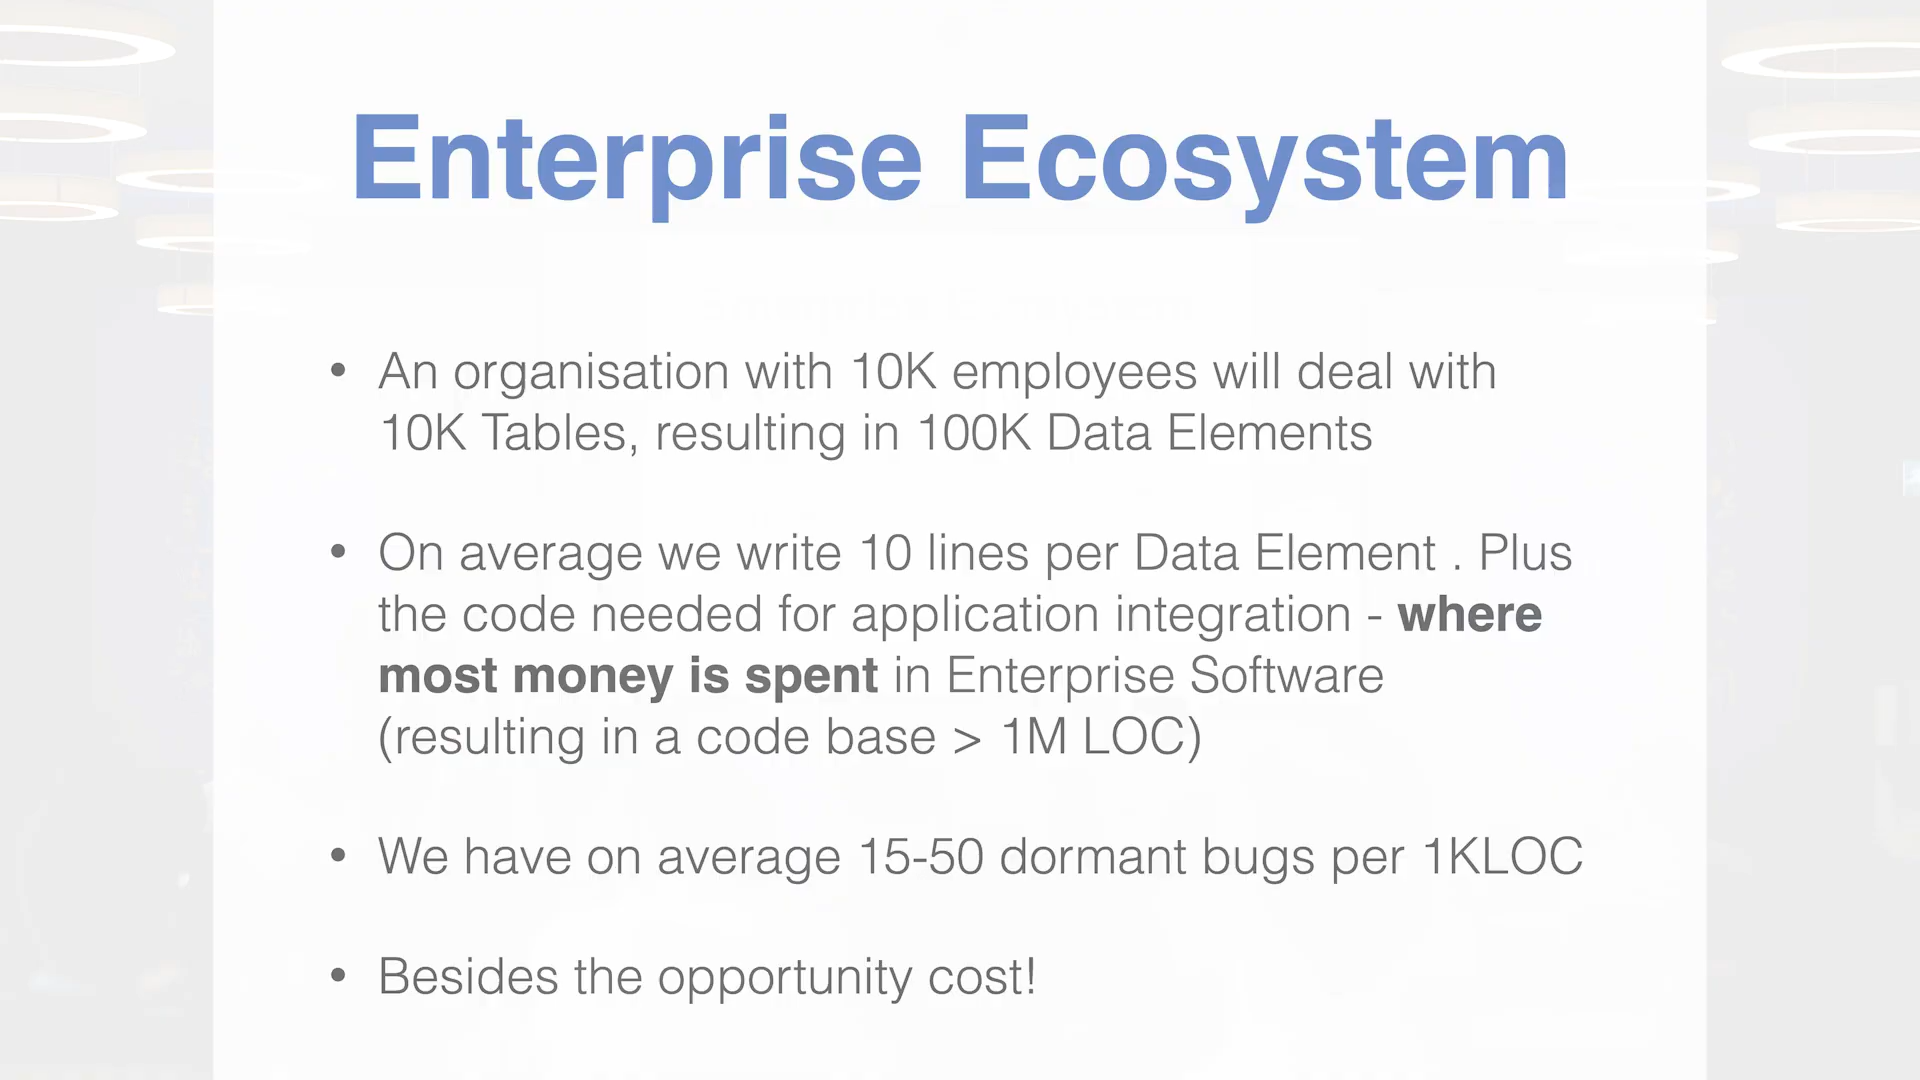 Enterprise Ecosystem
• An organisation with 10K employees will deal with
10K Tables, resulting in 100K Data Elements
• On average we write 10 lines per Data Element . Plus
the code needed for application integration - where
most money is spent in Enterprise Software
(resulting in a code base > 1M LOC)
• We have on average 15-50 dormant bugs per 1KLOC
• Besides the opportunity cost!